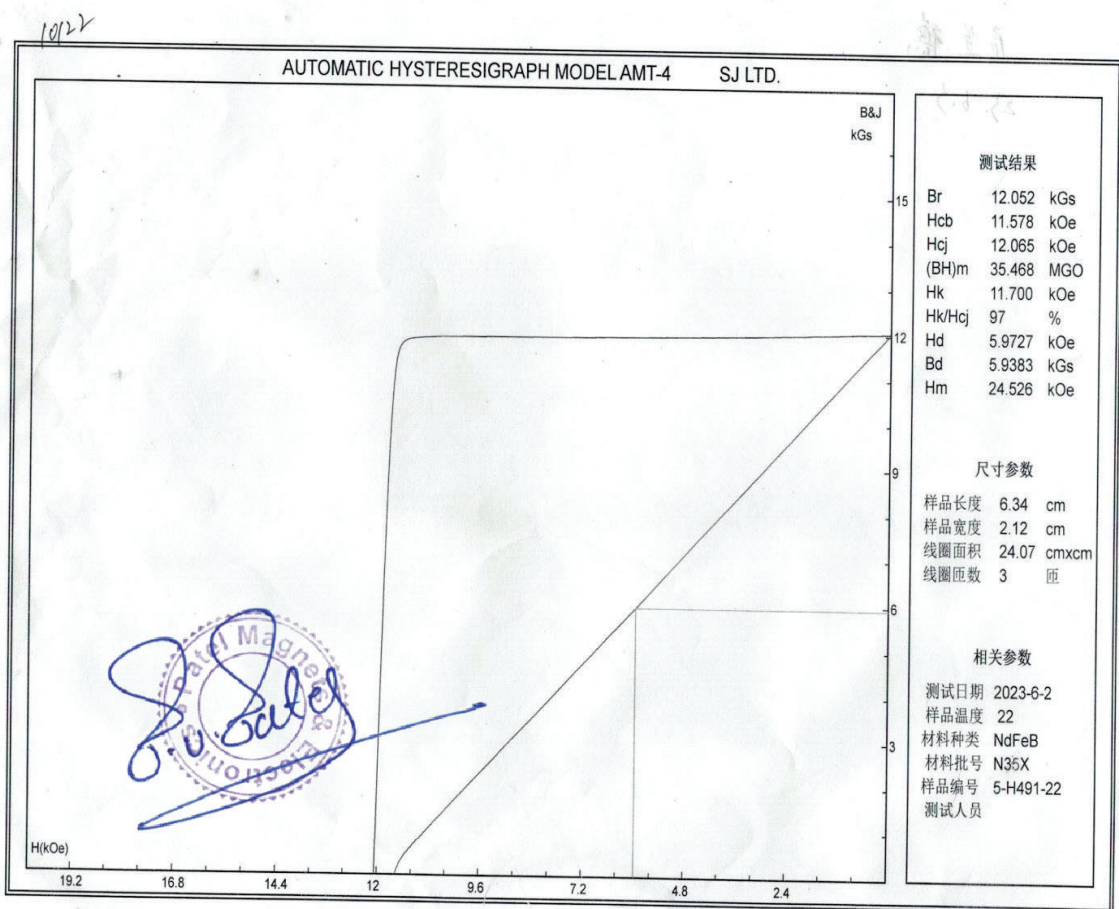 10/22
AUTOMATIC HYSTERESIGRAPH MODEL AMT-4 SJ LTD.
B&J
kGs
15
12
9
6
3
H(kOe)
19.2 16.8 14.4 12 9.6 7.2 4.8 2.4
测试结果
Br 12.052 kGs
Hcb 11.578 kOe
Hcj 12.065 kOe
(BH)m 35.468 MGO
Hk 11.700 kOe
Hk/Hcj 97 %
Hd 5.9727 kOe
Bd 5.9383 kGs
Hm 24.526 kOe
尺寸参数
样品长度 6.34 cm
样品宽度 2.12 cm
线圈面积 24.07 cmxcm
线圈匝数 3 匝
相关参数
测试日期 2023-6-2
样品温度 22
材料种类 NdFeB
材料批号 N35X
样品编号 5-H491-22
测试人员
Patel Magnets & Electronics